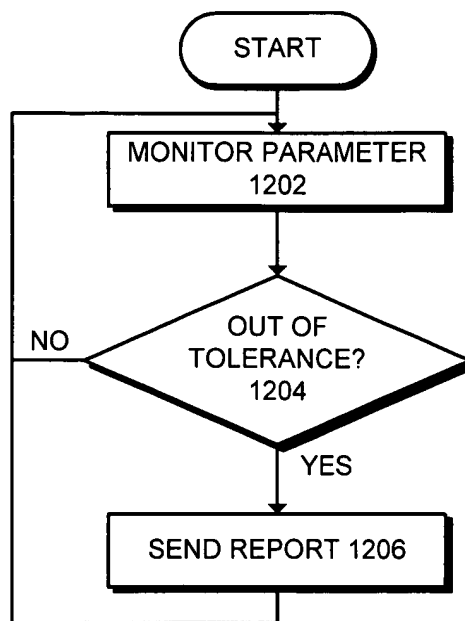 START
MONITOR PARAMETER
1202
OUT OF
TOLERANCE?
1204
NO
YES
SEND REPORT 1206